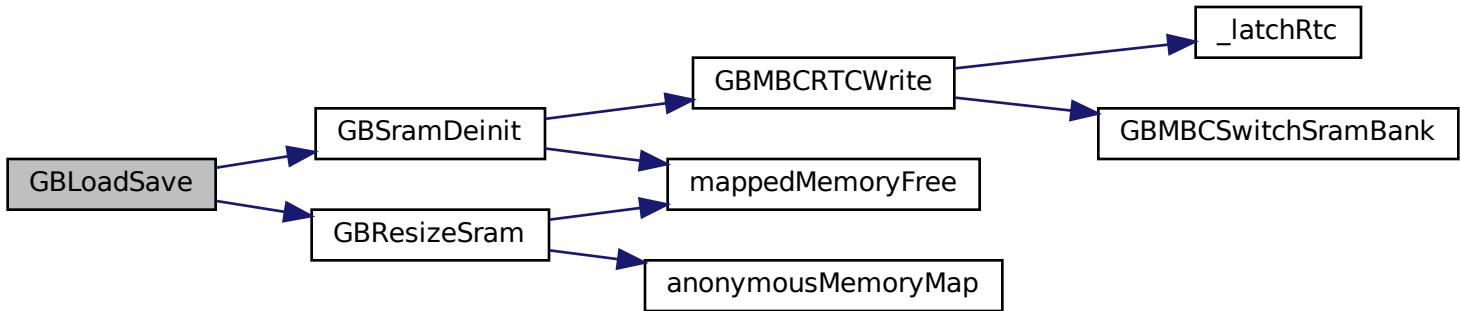 GBLoadSave
GBSramDeinit
GBResizeSram
GBMBCRTCWrite
mappedMemoryFree
anonymousMemoryMap
_latchRtc
GBMBCSwitchSramBank